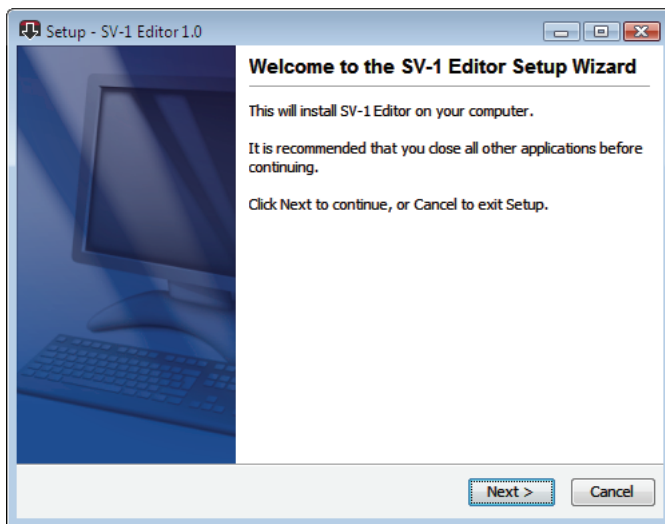 Setup - SV-1 Editor 1.0
Welcome to the SV-1 Editor Setup Wizard
This will install SV-1 Editor on your computer.
It is recommended that you close all other applications before
continuing.
Click Next to continue, or Cancel to exit Setup.
Next >
Cancel